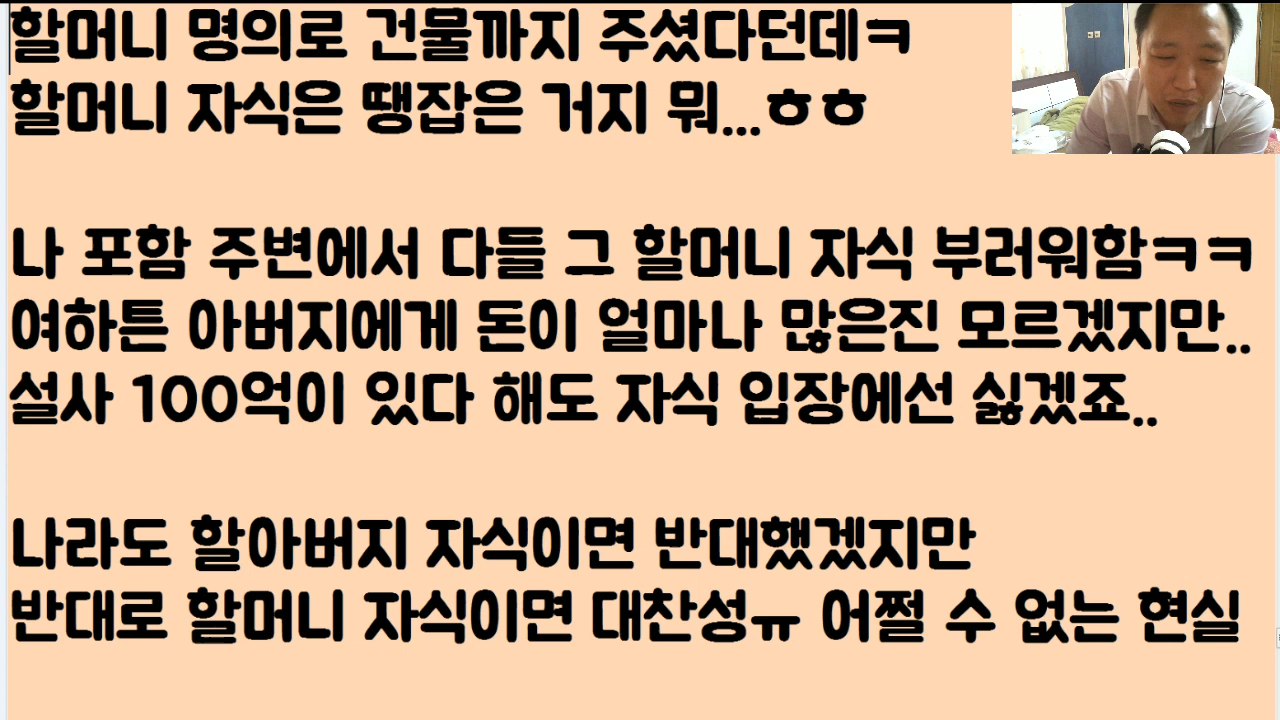 할머니 명의로 건물까지 주셨다던데ㅋ
할머니 자식은 땡잡은 거지 뭐...ㅎㅎ
나 포함 주변에서 다들 그 할머니 자식 부러워함ㅋㅋ
여하튼 아버지에게 돈이 얼마나 많은진 모르겠지만..
설사 100억이 있다 해도 자식 입장에선 싫겠죠..
나라도 할아버지 자식이면 반대했겠지만
반대로 할머니 자식이면 대찬성ㅠ 어쩔 수 없는 현실